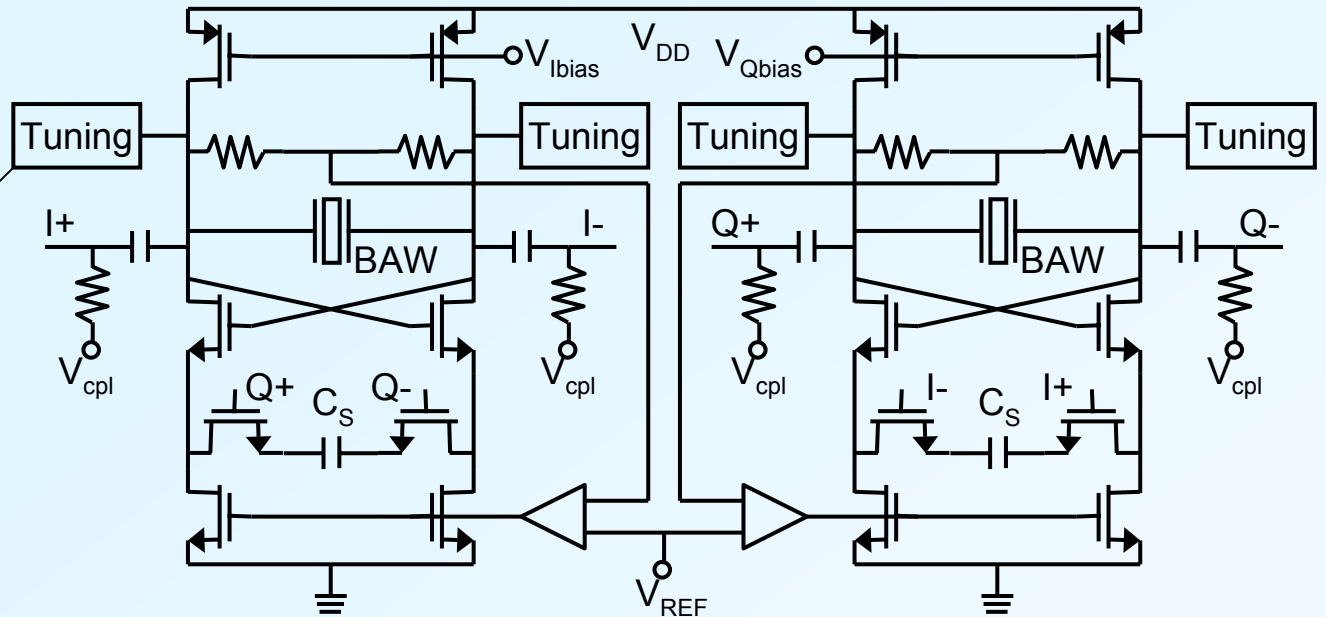 V_DD
V_Ibias
V_Qbias
Tuning
Tuning
Tuning
Tuning
I+
I-
Q+
Q-
BAW
BAW
V_cpl
V_cpl
V_cpl
V_cpl
Q+
C_S
Q-
I-
C_S
I+
V_REF